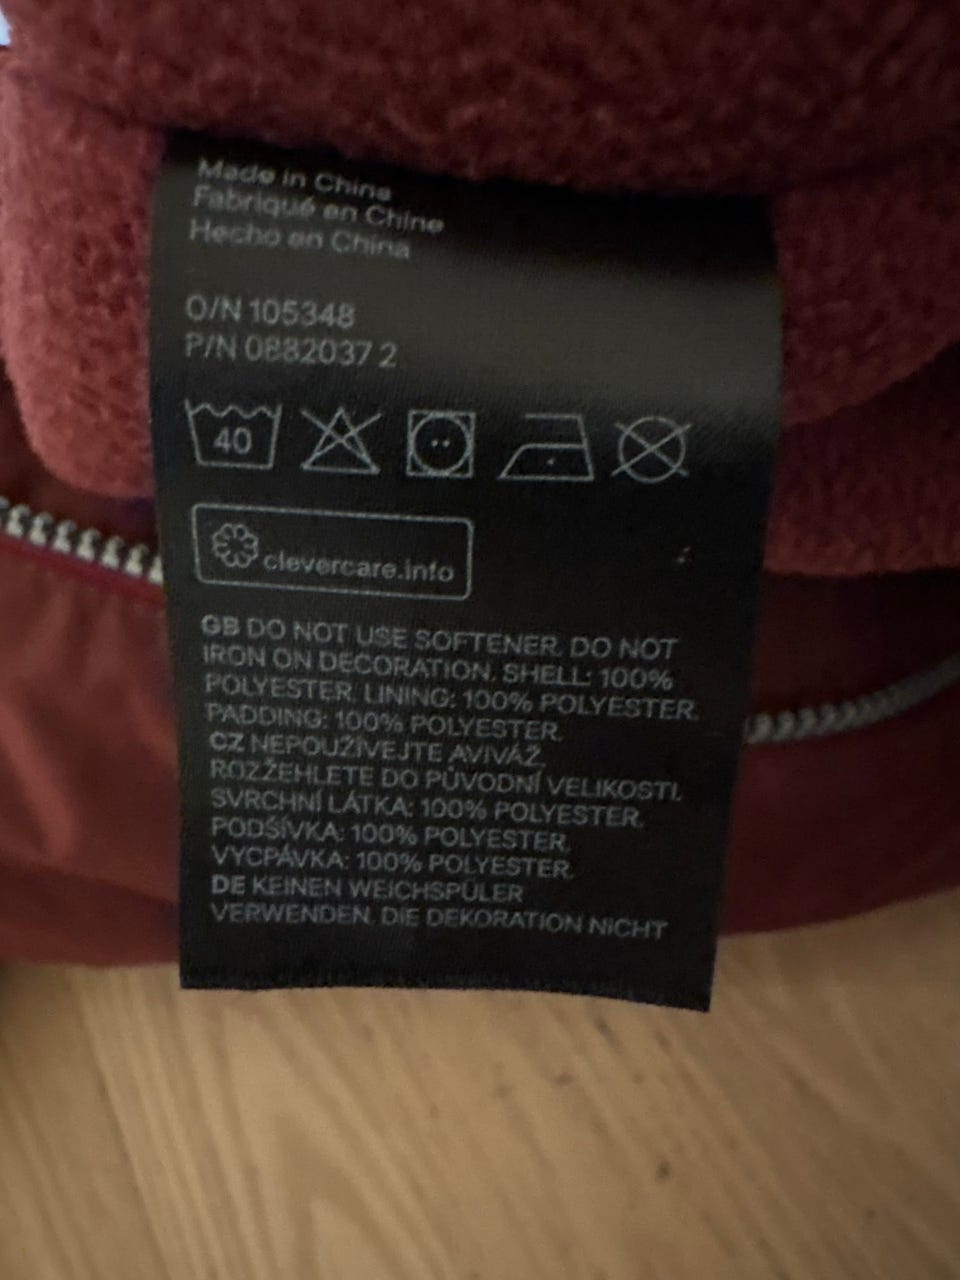 Made in China
Fabriqué en Chine
Hecho en China
O/N 105348
P/N 0882037 2
40
clevercare.info
GB DO NOT USE SOFTENER. DO NOT
IRON ON DECORATION. SHELL: 100%
POLYESTER. LINING: 100% POLYESTER.
PADDING: 100% POLYESTER.
CZ NEPOUŽÍVEJTE AVIVÁŽ.
ROZŽEHLETE DO PŮVODNÍ VELIKOSTI.
SVRCHNÍ LÁTKA: 100% POLYESTER.
PODŠÍVKA: 100% POLYESTER.
VYCPÁVKA: 100% POLYESTER.
DE KEINEN WEICHSPÜLER
VERWENDEN. DIE DEKORATION NICHT